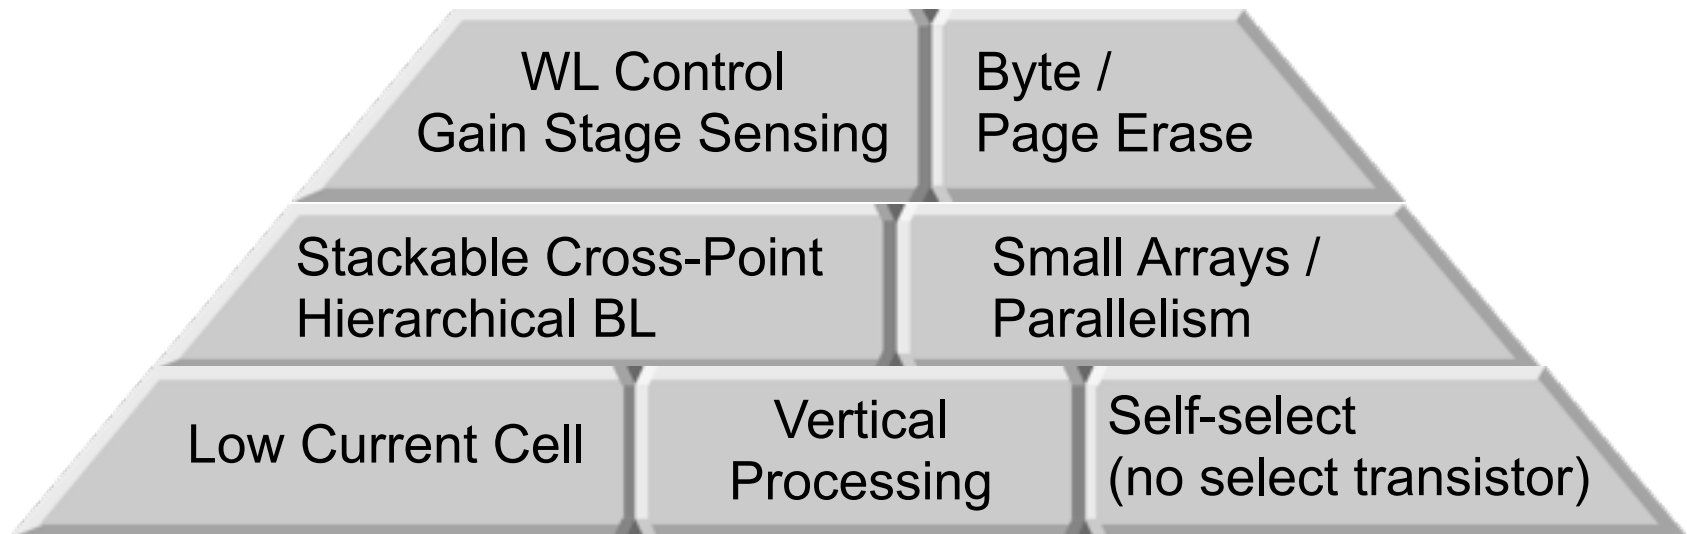 WL Control
Gain Stage Sensing
Byte /
Page Erase
Stackable Cross-Point
Hierarchical BL
Small Arrays /
Parallelism
Low Current Cell
Vertical
Processing
Self-select
(no select transistor)